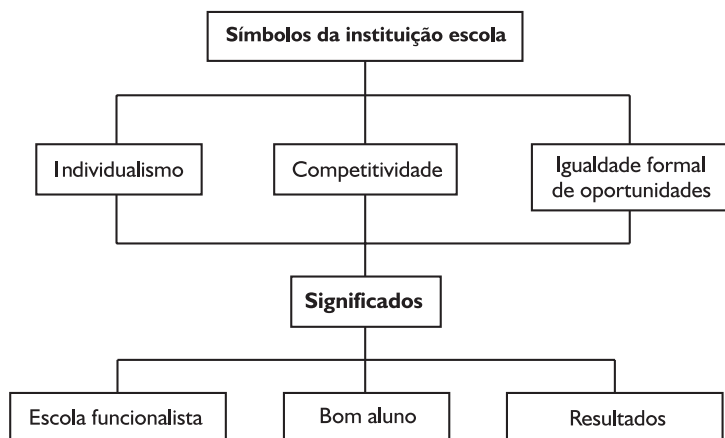 Símbolos da instituição escola
Individualismo
Competitividade
Igualdade formal
de oportunidades
Significados
Escola funcionalista
Bom aluno
Resultados